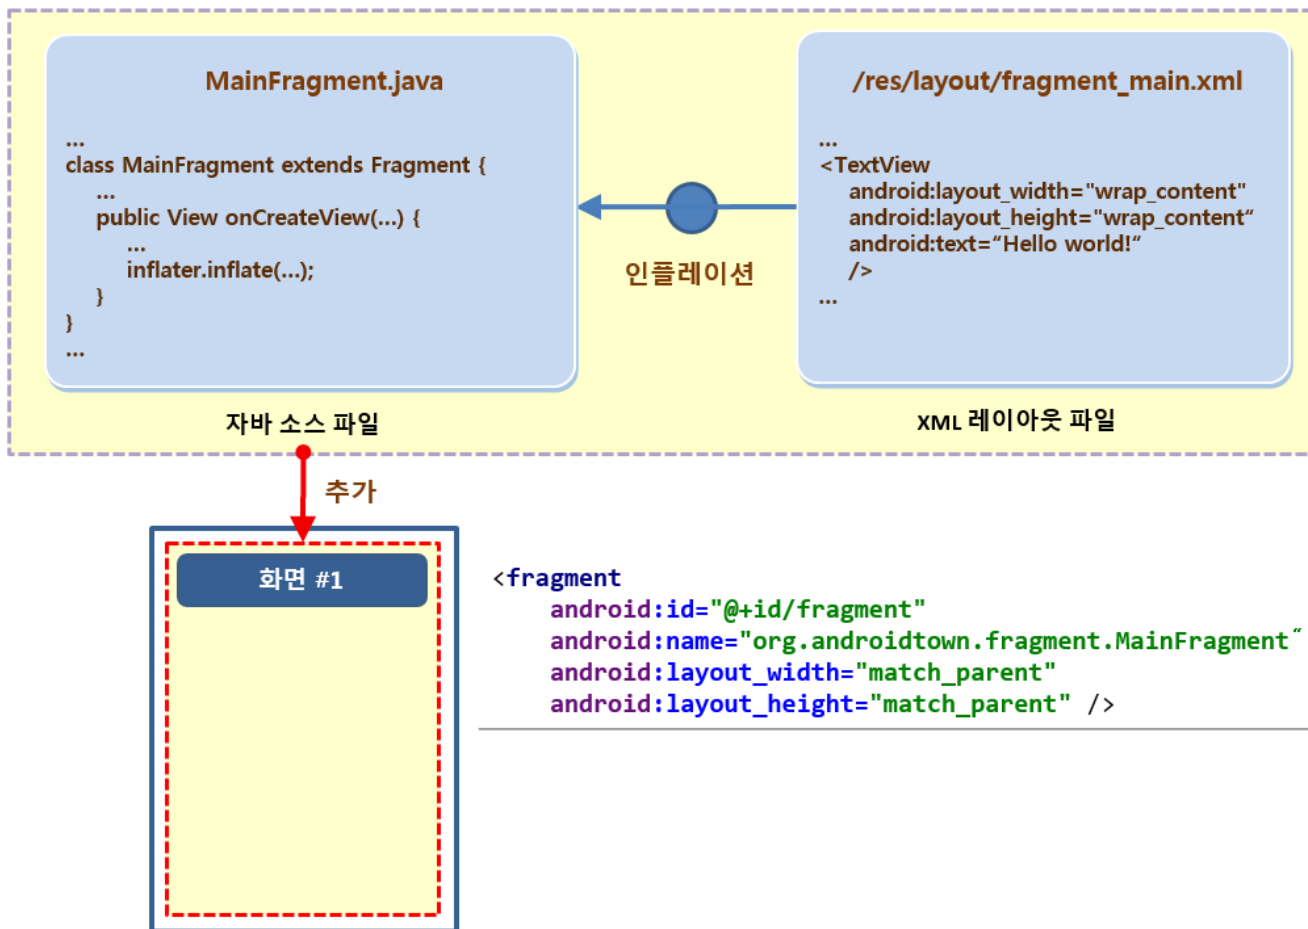 MainFragment.java
...
class MainFragment extends Fragment {
...
public View onCreateView(...) {
...
inflater.inflate(...);
}
}
...
자바 소스 파일
인플레이션
/res/layout/fragment_main.xml
...
<TextView
android:layout_width="wrap_content"
android:layout_height="wrap_content“
android:text=“Hello world!“
/>
...
XML 레이아웃 파일
추가
화면 #1
<fragment
android:id="@+id/fragment"
android:name="org.androidtown.fragment.MainFragment“
android:layout_width="match_parent"
android:layout_height="match_parent" />